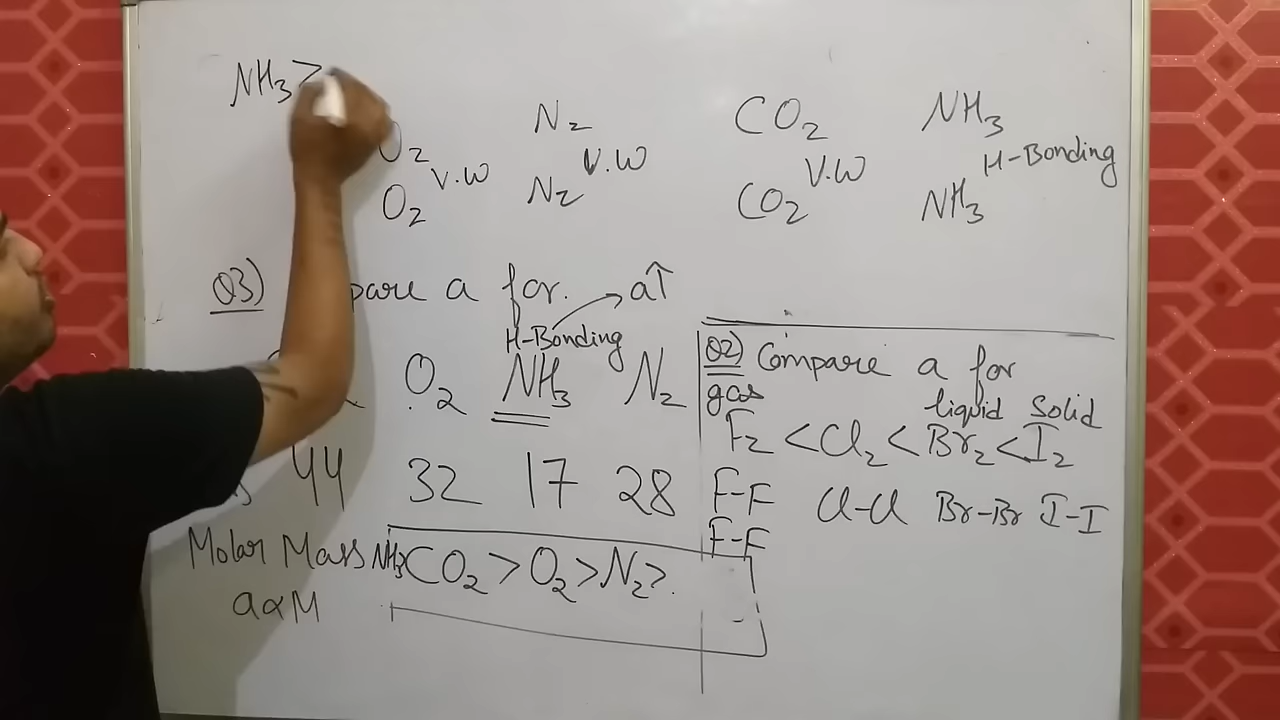 NH3 >
O2 N2 CO2 NH3
V.W V.W V.W H-Bonding
O2 N2 CO2 NH3
Q3) pare a for. → a↑
H-Bonding
O2 NH3 N2
44 32 17 28
Molar Mass
a∝M
NH3 CO2 > O2 > N2 >.
Q2) Compare a for
gas liquid Solid
F2 < Cl2 < Br2 < I2
F-F Cl-Cl Br-Br I-I
F-F